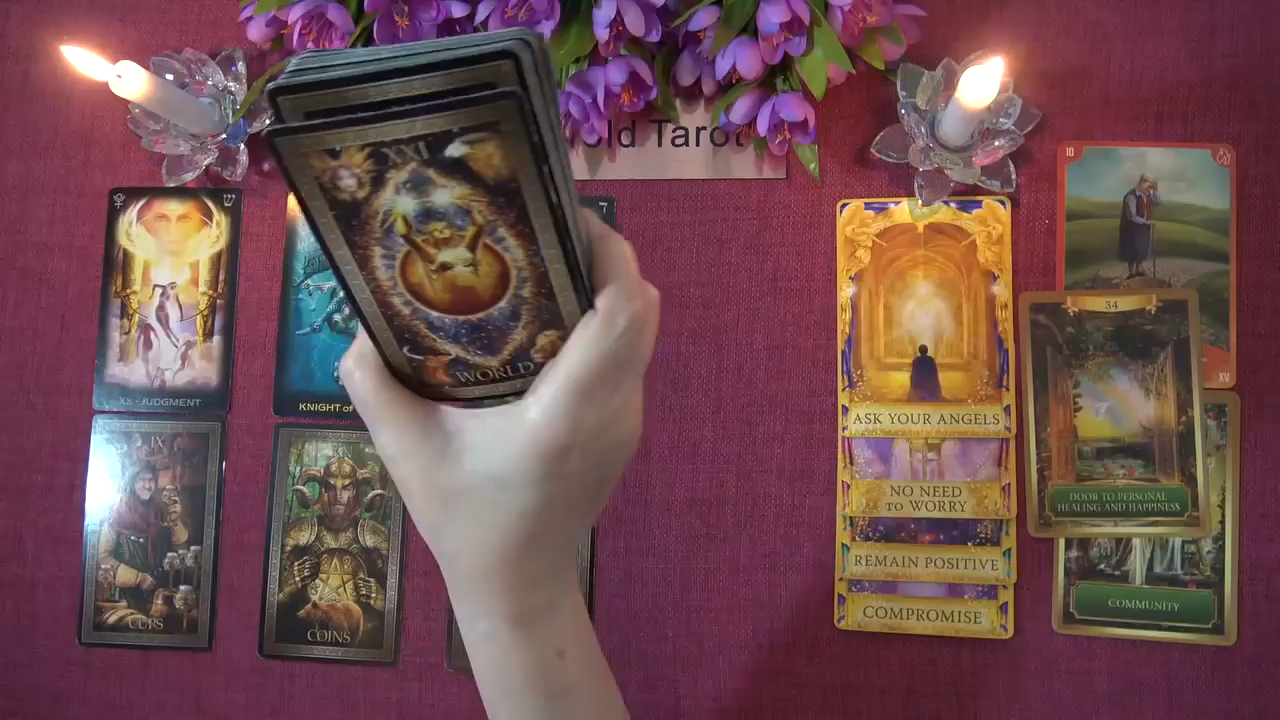 ld Tarot
XXI
WORLD
XX - JUDGMENT
KNIGHT of
IX
CUPS
COINS
ASK YOUR ANGELS
NO NEED
TO WORRY
REMAIN POSITIVE
COMPROMISE
10
XV
34
DOOR TO PERSONAL
HEALING AND HAPPINESS
COMMUNITY